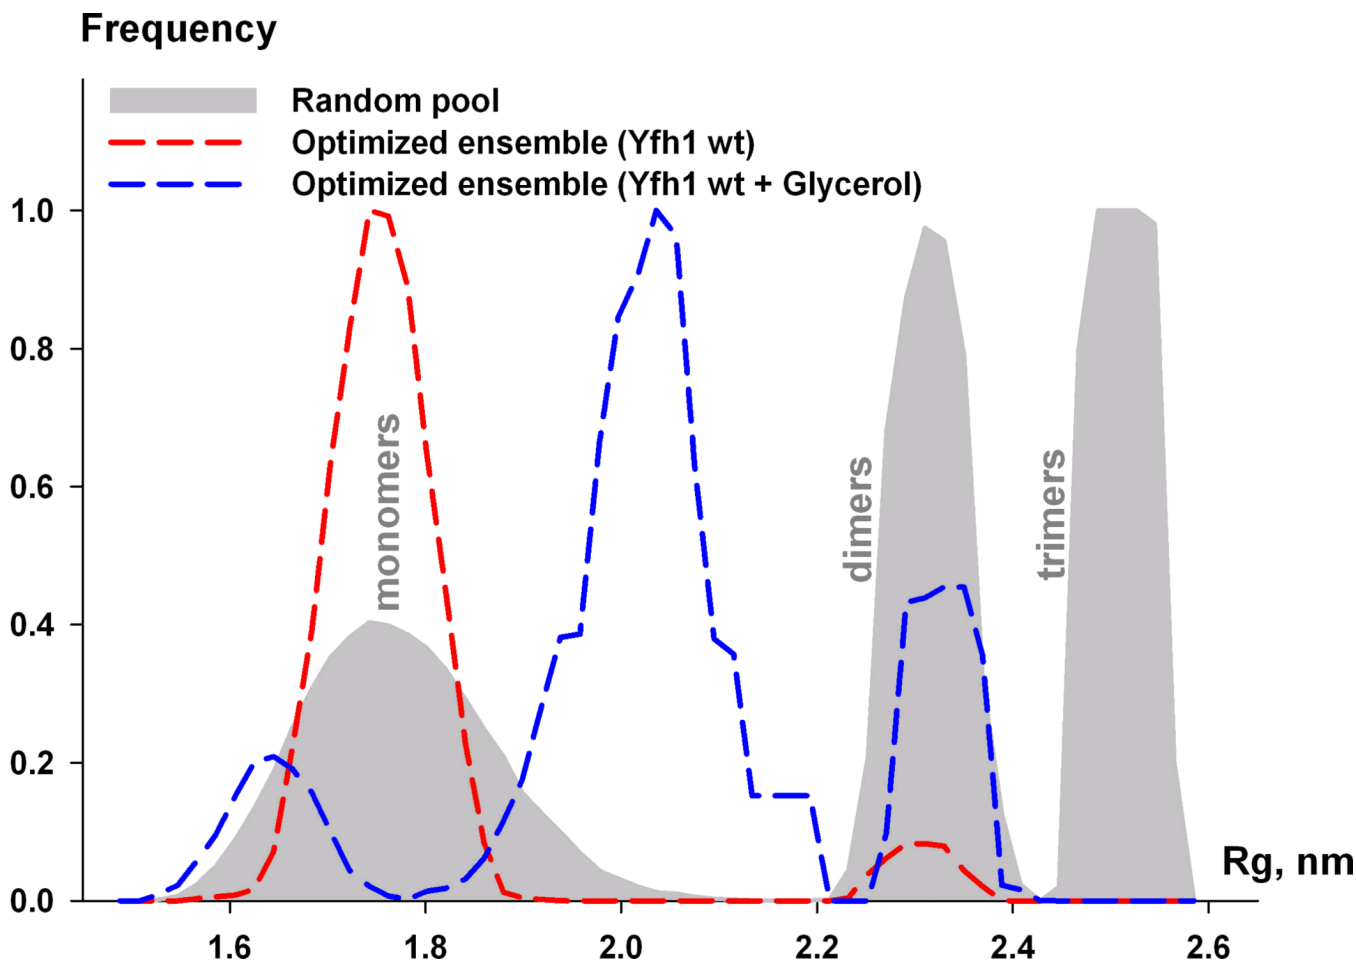 Frequency
Random pool
Optimized ensemble (Yfh1 wt)
Optimized ensemble (Yfh1 wt + Glycerol)
1.0
0.8
0.6
0.4
0.2
0.0
monomers
dimers
trimers
Rg, nm
1.6
1.8
2.0
2.2
2.4
2.6